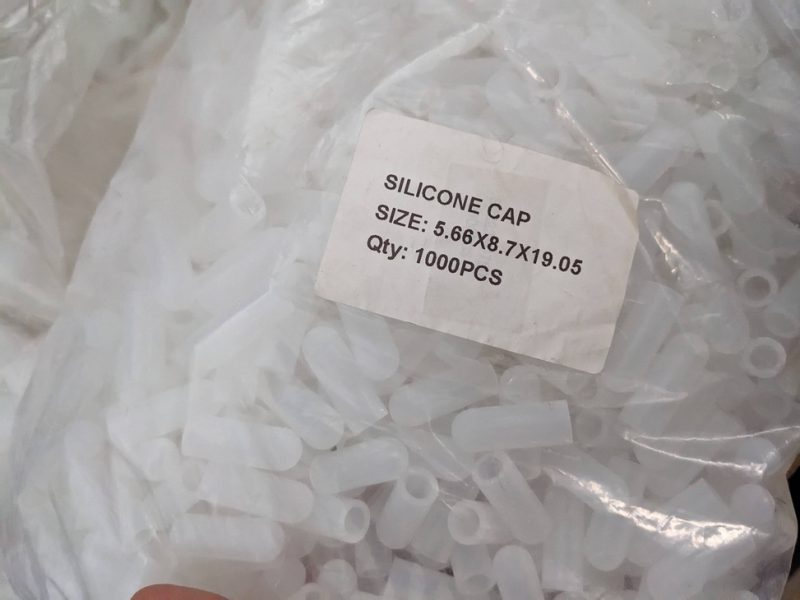 SILICONE CAP
SIZE: 5.66X8.7X19.05
Qty: 1000PCS